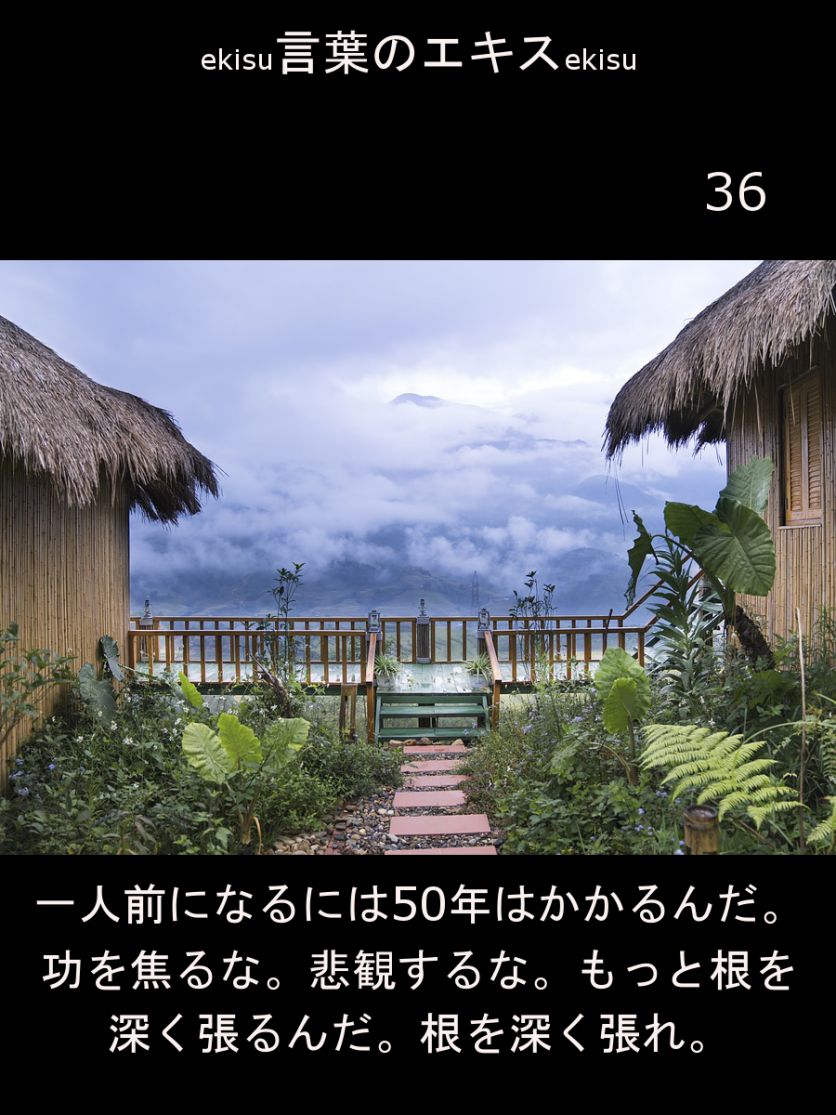 ekisu言葉のエキスekisu
36
一人前になるには50年はかかるんだ。
功を焦るな。悲観するな。もっと根を
深く張るんだ。根を深く張れ。